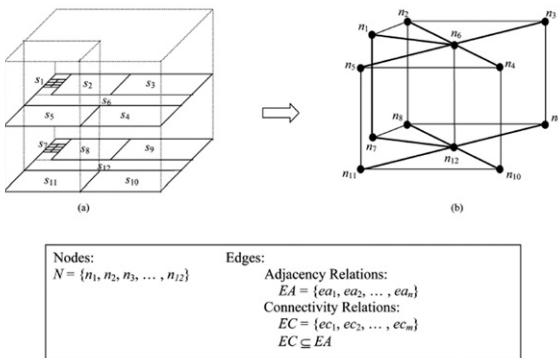 s1 s2 s3
s6
s5 s4
s8 s9
s12
s11 s10
(a)
n2 n3
n1 n6
n5 n4
n8
n7 n12
n11 n10
(b)
Nodes:
N = {n1, n2, n3, … , n12}
Edges:
Adjacency Relations:
EA = {ea1, ea2, … , ean}
Connectivity Relations:
EC = {ec1, ec2, … , ecm}
EC ⊆ EA